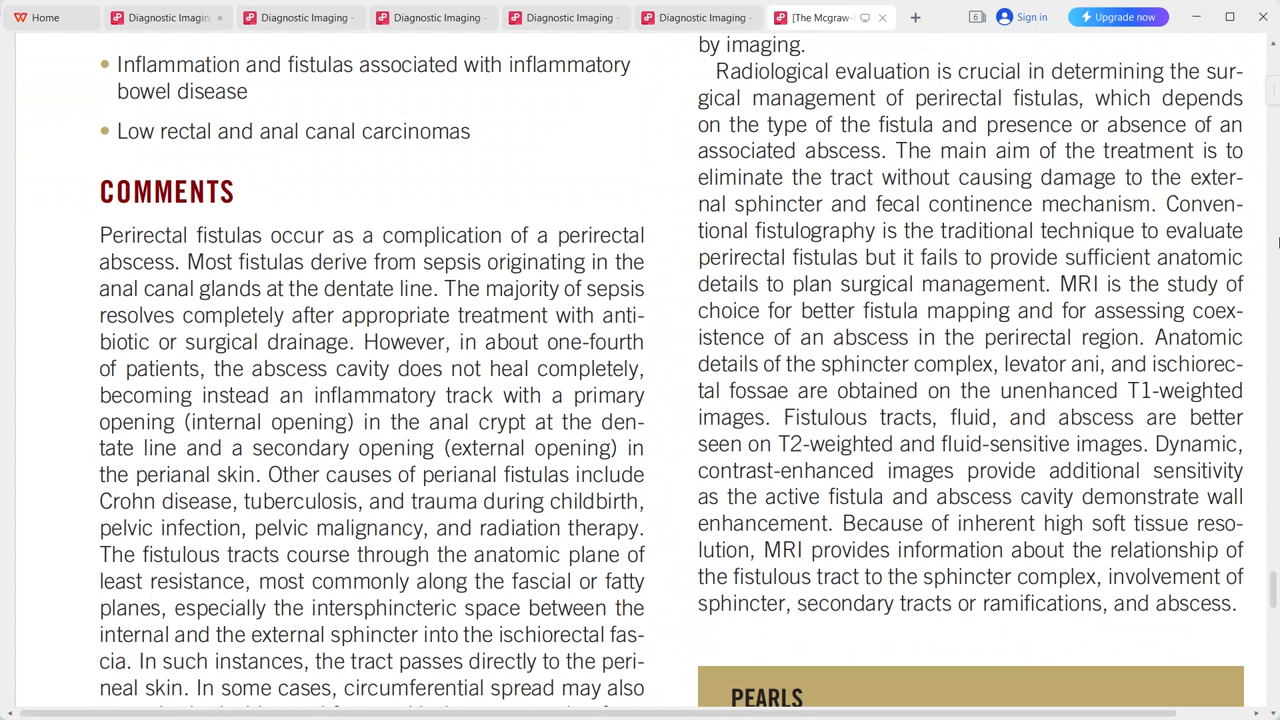 Home
Diagnostic Imaging
Diagnostic Imaging -
Diagnostic Imaging -
Diagnostic Imaging -
Diagnostic Imaging -
[The Mcgraw-
6
Sign in
Upgrade now
Inflammation and fistulas associated with inflammatory
bowel disease
Low rectal and anal canal carcinomas
COMMENTS
Perirectal fistulas occur as a complication of a perirectal
abscess. Most fistulas derive from sepsis originating in the
anal canal glands at the dentate line. The majority of sepsis
resolves completely after appropriate treatment with anti-
biotic or surgical drainage. However, in about one-fourth
of patients, the abscess cavity does not heal completely,
becoming instead an inflammatory track with a primary
opening (internal opening) in the anal crypt at the den-
tate line and a secondary opening (external opening) in
the perianal skin. Other causes of perianal fistulas include
Crohn disease, tuberculosis, and trauma during childbirth,
pelvic infection, pelvic malignancy, and radiation therapy.
The fistulous tracts course through the anatomic plane of
least resistance, most commonly along the fascial or fatty
planes, especially the intersphincteric space between the
internal and the external sphincter into the ischiorectal fas-
cia. In such instances, the tract passes directly to the peri-
neal skin. In some cases, circumferential spread may also
by imaging.
Radiological evaluation is crucial in determining the sur-
gical management of perirectal fistulas, which depends
on the type of the fistula and presence or absence of an
associated abscess. The main aim of the treatment is to
eliminate the tract without causing damage to the exter-
nal sphincter and fecal continence mechanism. Conven-
tional fistulography is the traditional technique to evaluate
perirectal fistulas but it fails to provide sufficient anatomic
details to plan surgical management. MRI is the study of
choice for better fistula mapping and for assessing coex-
istence of an abscess in the perirectal region. Anatomic
details of the sphincter complex, levator ani, and ischiorec-
tal fossae are obtained on the unenhanced T1-weighted
images. Fistulous tracts, fluid, and abscess are better
seen on T2-weighted and fluid-sensitive images. Dynamic,
contrast-enhanced images provide additional sensitivity
as the active fistula and abscess cavity demonstrate wall
enhancement. Because of inherent high soft tissue reso-
lution, MRI provides information about the relationship of
the fistulous tract to the sphincter complex, involvement of
sphincter, secondary tracts or ramifications, and abscess.
PEARLS